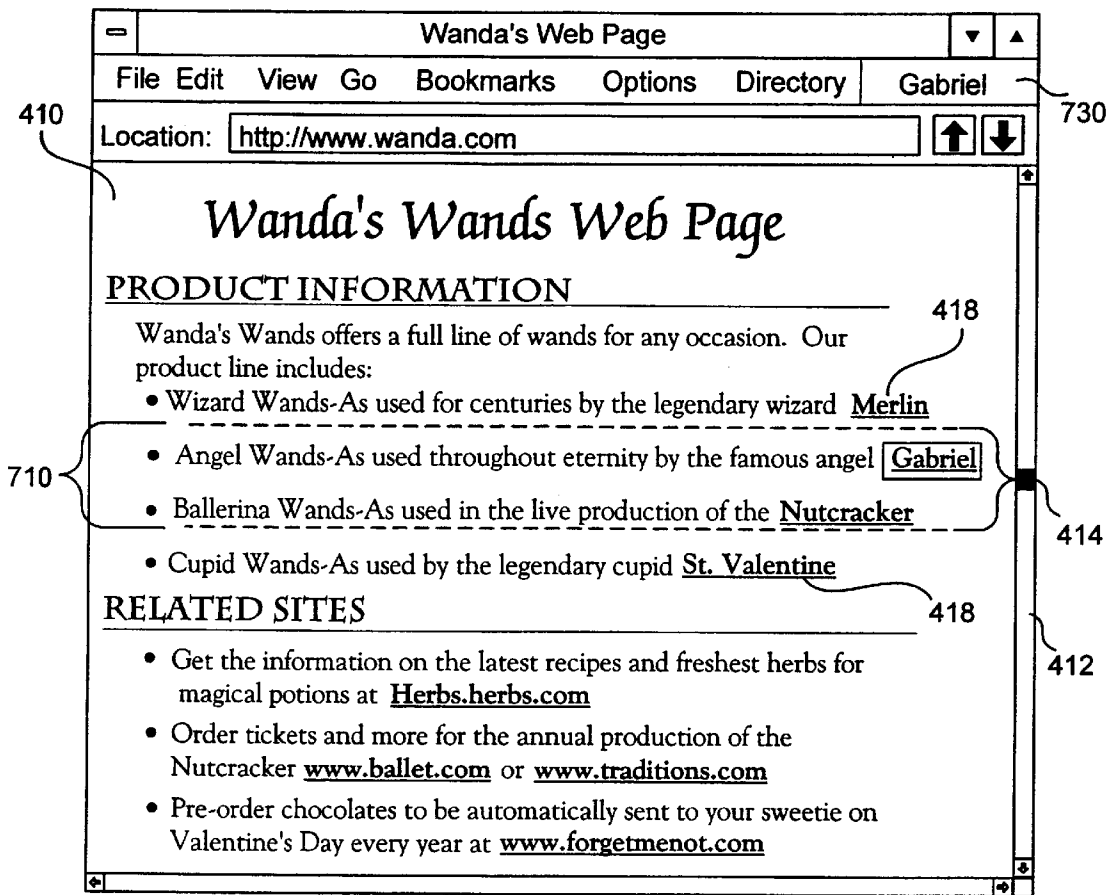 Wanda's Web Page
File Edit View Go Bookmarks Options Directory Gabriel
730
410
Location: http://www.wanda.com
Wanda's Wands Web Page
PRODUCT INFORMATION
418
Wanda's Wands offers a full line of wands for any occasion. Our
product line includes:
• Wizard Wands-As used for centuries by the legendary wizard Merlin
• Angel Wands-As used throughout eternity by the famous angel Gabriel
710
• Ballerina Wands-As used in the live production of the Nutcracker
414
• Cupid Wands-As used by the legendary cupid St. Valentine
418
RELATED SITES
412
• Get the information on the latest recipes and freshest herbs for
magical potions at Herbs.herbs.com
• Order tickets and more for the annual production of the
Nutcracker www.ballet.com or www.traditions.com
• Pre-order chocolates to be automatically sent to your sweetie on
Valentine's Day every year at www.forgetmenot.com